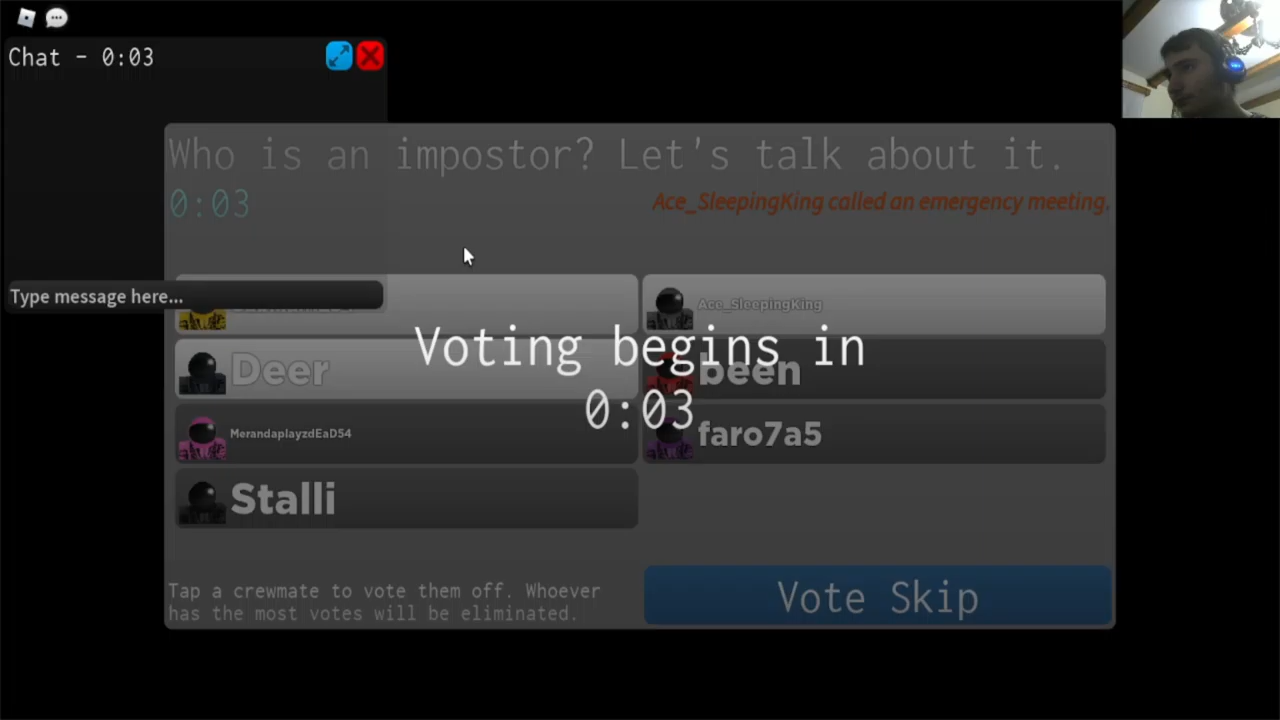 Chat - 0:03
Who is an impostor? Let's talk about it.
0:03
Ace_SleepingKing called an emergency meeting.
Type message here...
Ace_SleepingKing
Voting begins in
0:03
Deer
been
MerandaplayzdEaD54
faro7a5
Stalli
Tap a crewmate to vote them off. Whoever
has the most votes will be eliminated.
Vote Skip